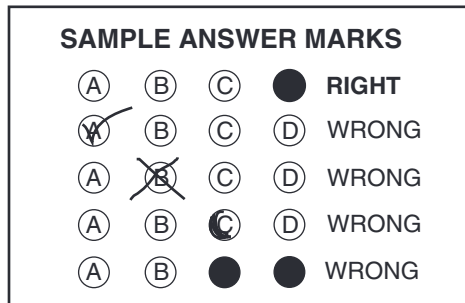 SAMPLE ANSWER MARKS
A B C RIGHT
A B C D WRONG
A B C D WRONG
A B C D WRONG
A B WRONG